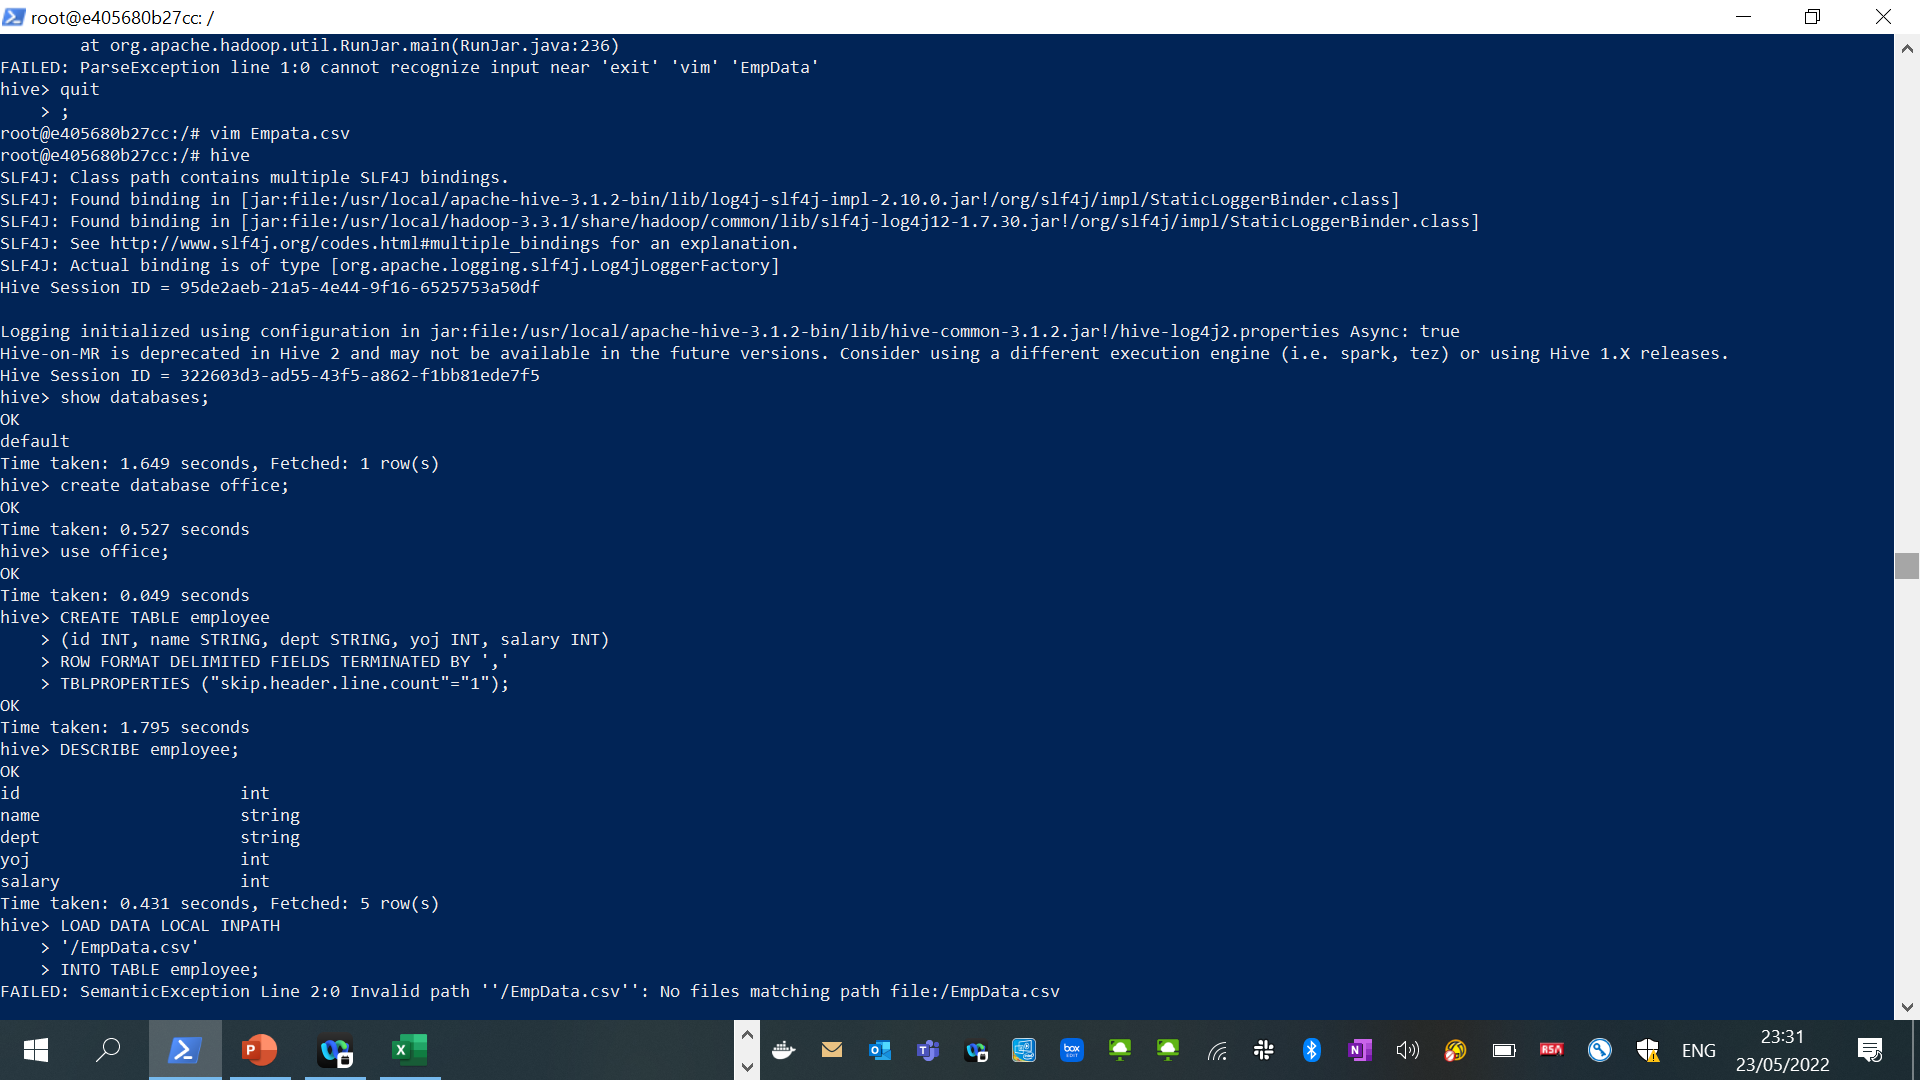 root@e405680b27cc: /
at org.apache.hadoop.util.RunJar.main(RunJar.java:236)
FAILED: ParseException line 1:0 cannot recognize input near 'exit' 'vim' 'EmpData'
hive> quit
    > ;
root@e405680b27cc:/# vim Empata.csv
root@e405680b27cc:/# hive
SLF4J: Class path contains multiple SLF4J bindings.
SLF4J: Found binding in [jar:file:/usr/local/apache-hive-3.1.2-bin/lib/log4j-slf4j-impl-2.10.0.jar!/org/slf4j/impl/StaticLoggerBinder.class]
SLF4J: Found binding in [jar:file:/usr/local/hadoop-3.3.1/share/hadoop/common/lib/slf4j-log4j12-1.7.30.jar!/org/slf4j/impl/StaticLoggerBinder.class]
SLF4J: See http://www.slf4j.org/codes.html#multiple_bindings for an explanation.
SLF4J: Actual binding is of type [org.apache.logging.slf4j.Log4jLoggerFactory]
Hive Session ID = 95de2aeb-21a5-4e44-9f16-6525753a50df
Logging initialized using configuration in jar:file:/usr/local/apache-hive-3.1.2-bin/lib/hive-common-3.1.2.jar!/hive-log4j2.properties Async: true
Hive-on-MR is deprecated in Hive 2 and may not be available in the future versions. Consider using a different execution engine (i.e. spark, tez) or using Hive 1.X releases.
Hive Session ID = 322603d3-ad55-43f5-a862-f1bb81ede7f5
hive> show databases;
OK
default
Time taken: 1.649 seconds, Fetched: 1 row(s)
hive> create database office;
OK
Time taken: 0.527 seconds
hive> use office;
OK
Time taken: 0.049 seconds
hive> CREATE TABLE employee
    > (id INT, name STRING, dept STRING, yoj INT, salary INT)
    > ROW FORMAT DELIMITED FIELDS TERMINATED BY ','
    > TBLPROPERTIES ("skip.header.line.count"="1");
OK
Time taken: 1.795 seconds
hive> DESCRIBE employee;
OK
id int
name string
dept string
yoj int
salary int
Time taken: 0.431 seconds, Fetched: 5 row(s)
hive> LOAD DATA LOCAL INPATH
    > '/EmpData.csv'
    > INTO TABLE employee;
FAILED: SemanticException Line 2:0 Invalid path ''/EmpData.csv'': No files matching path file:/EmpData.csv
box
RSA
ENG
23:31
23/05/2022